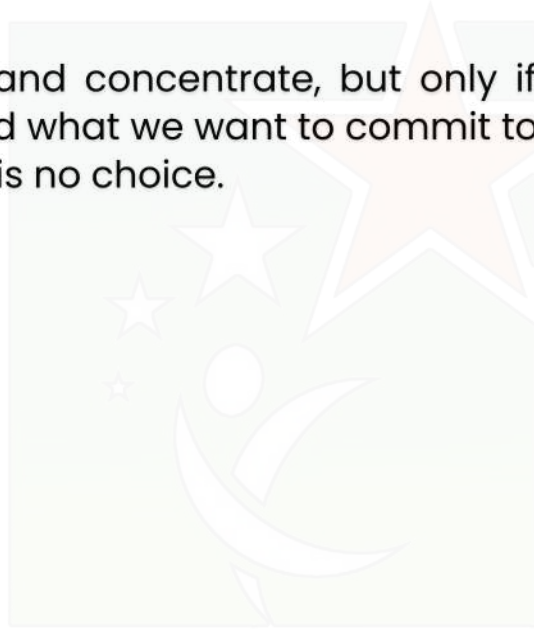 and concentrate, but only if
what we want to commit to
is no choice.